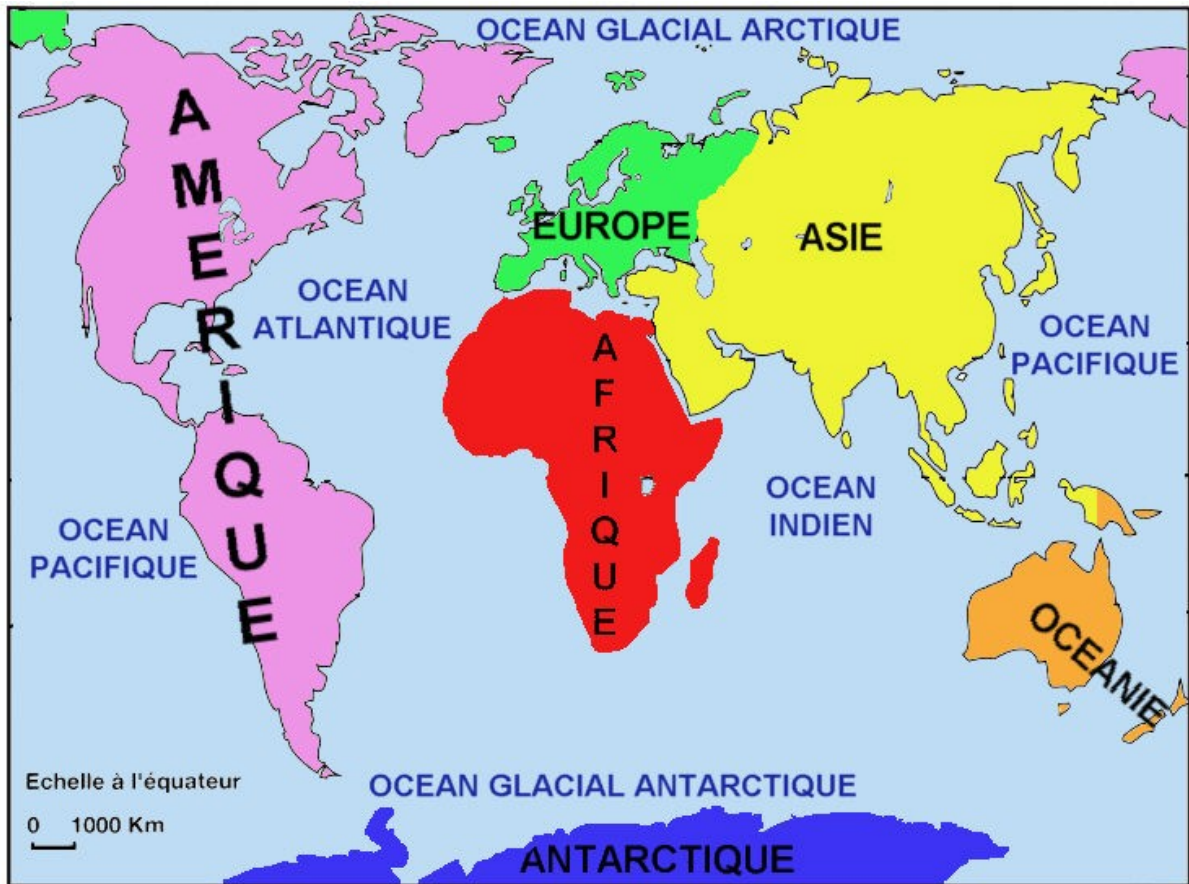 OCEAN GLACIAL ARCTIQUE
AMERIQUE
EUROPE
ASIE
OCEAN
ATLANTIQUE
OCEAN
PACIFIQUE
AFRIQUE
OCEAN
INDIEN
OCEAN
PACIFIQUE
OCEANIE
Echelle à l'équateur
0 1000 Km
OCEAN GLACIAL ANTARCTIQUE
ANTARCTIQUE